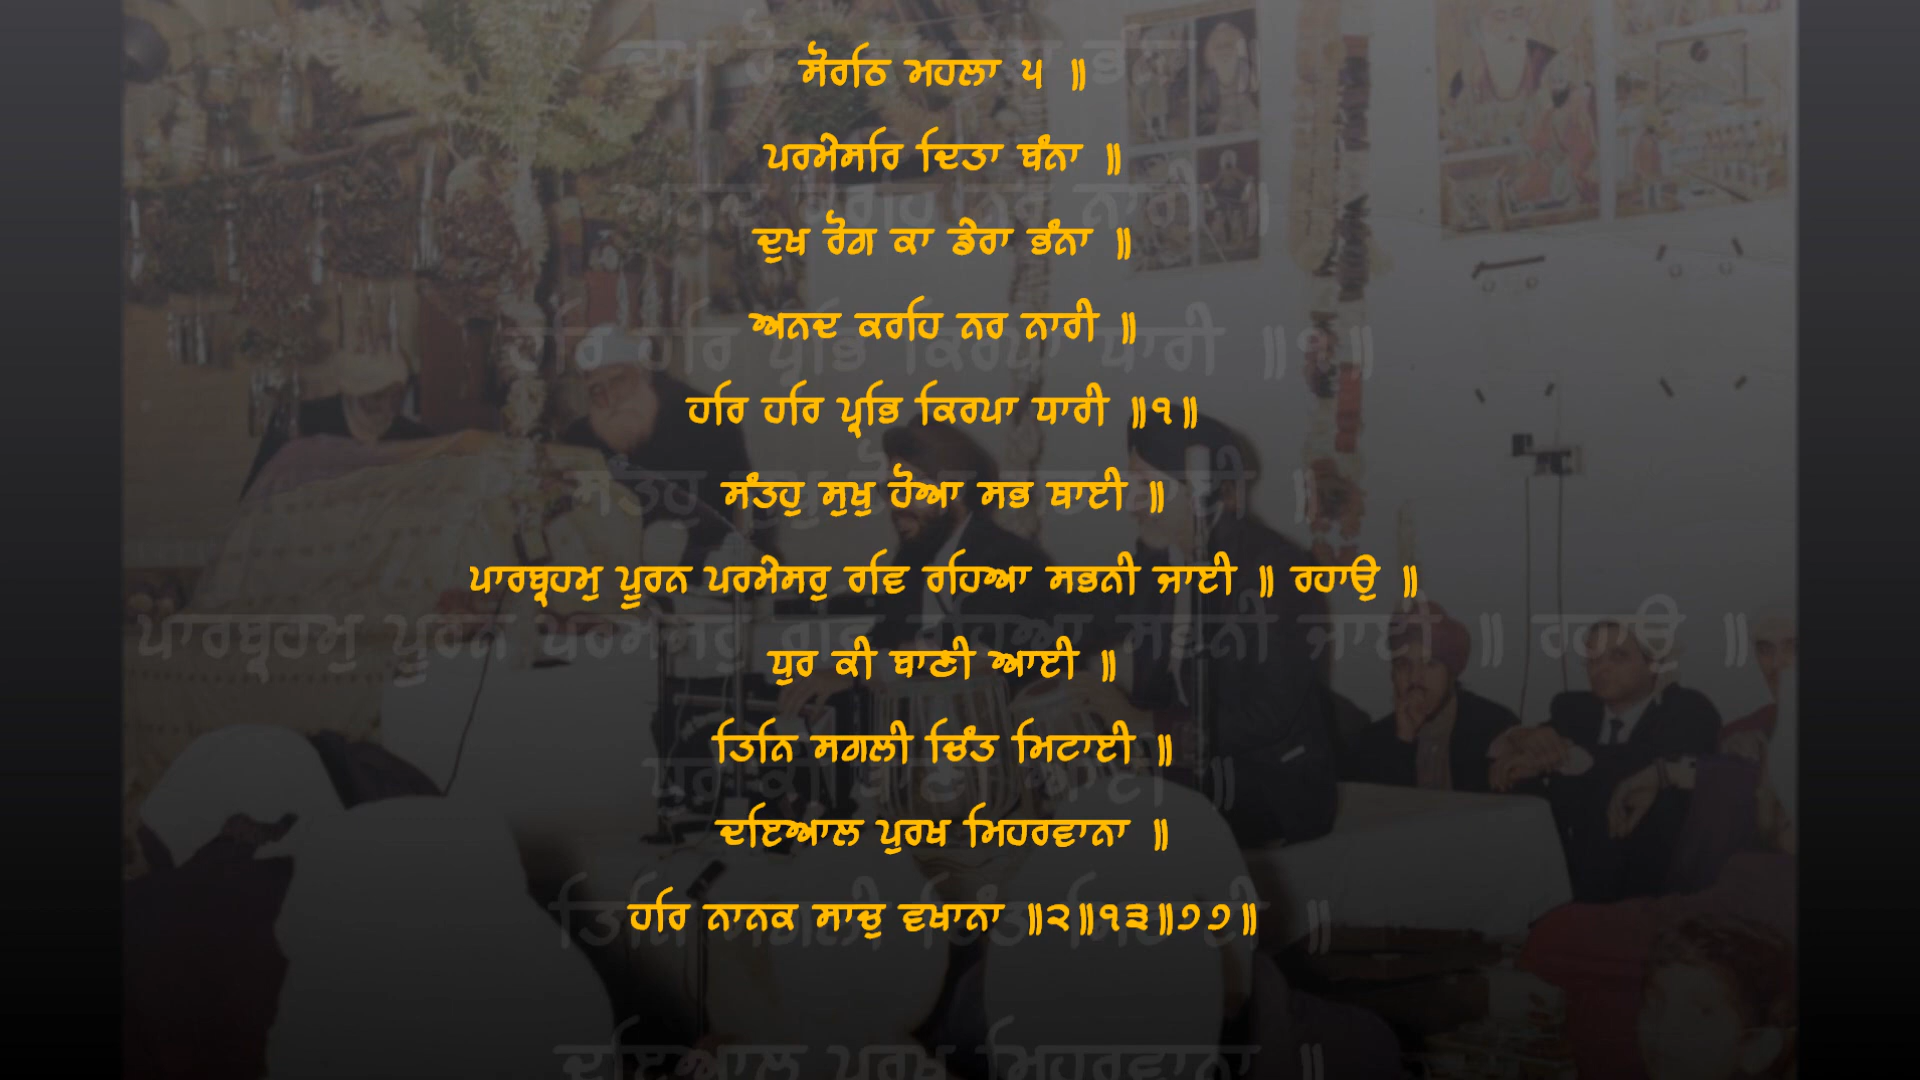 ਸੋਰਠਿ ਮਹਲਾ ੫ ॥
ਪਰਮੇਸਰਿ ਦਿਤਾ ਬੰਨਾ ॥
ਦੁਖ ਰੋਗ ਕਾ ਡੇਰਾ ਭੰਨਾ ॥
ਅਨਦ ਕਰਹਿ ਨਰ ਨਾਰੀ ॥
ਹਰਿ ਹਰਿ ਪ੍ਰਭਿ ਕਿਰਪਾ ਧਾਰੀ ॥੧॥
ਸੰਤਹੁ ਸੁਖੁ ਹੋਆ ਸਭ ਥਾਈ ॥
ਪਾਰਬ੍ਰਹਮੁ ਪੂਰਨ ਪਰਮੇਸਰੁ ਰਵਿ ਰਹਿਆ ਸਭਨੀ ਜਾਈ ॥ ਰਹਾਉ ॥
ਧੁਰ ਕੀ ਬਾਣੀ ਆਈ ॥
ਤਿਨਿ ਸਗਲੀ ਚਿੰਤ ਮਿਟਾਈ ॥
ਦਇਆਲ ਪੁਰਖ ਮਿਹਰਵਾਨਾ ॥
ਹਰਿ ਨਾਨਕ ਸਾਚੁ ਵਖਾਨਾ ॥੨॥੧੩॥੭੭॥